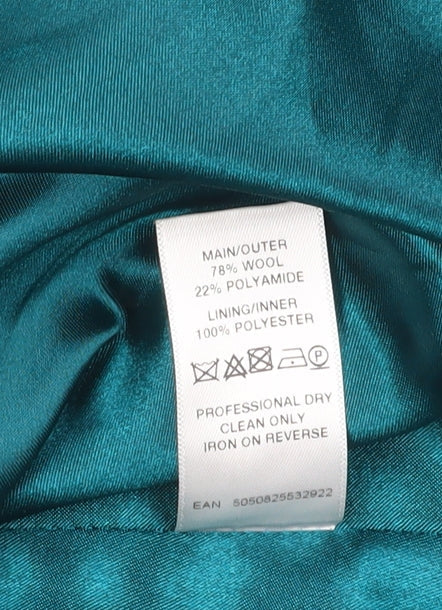 MAIN/OUTER
78% WOOL
22% POLYAMIDE
LINING/INNER
100% POLYESTER
P
PROFESSIONAL DRY
CLEAN ONLY
IRON ON REVERSE
EAN 5050825532922